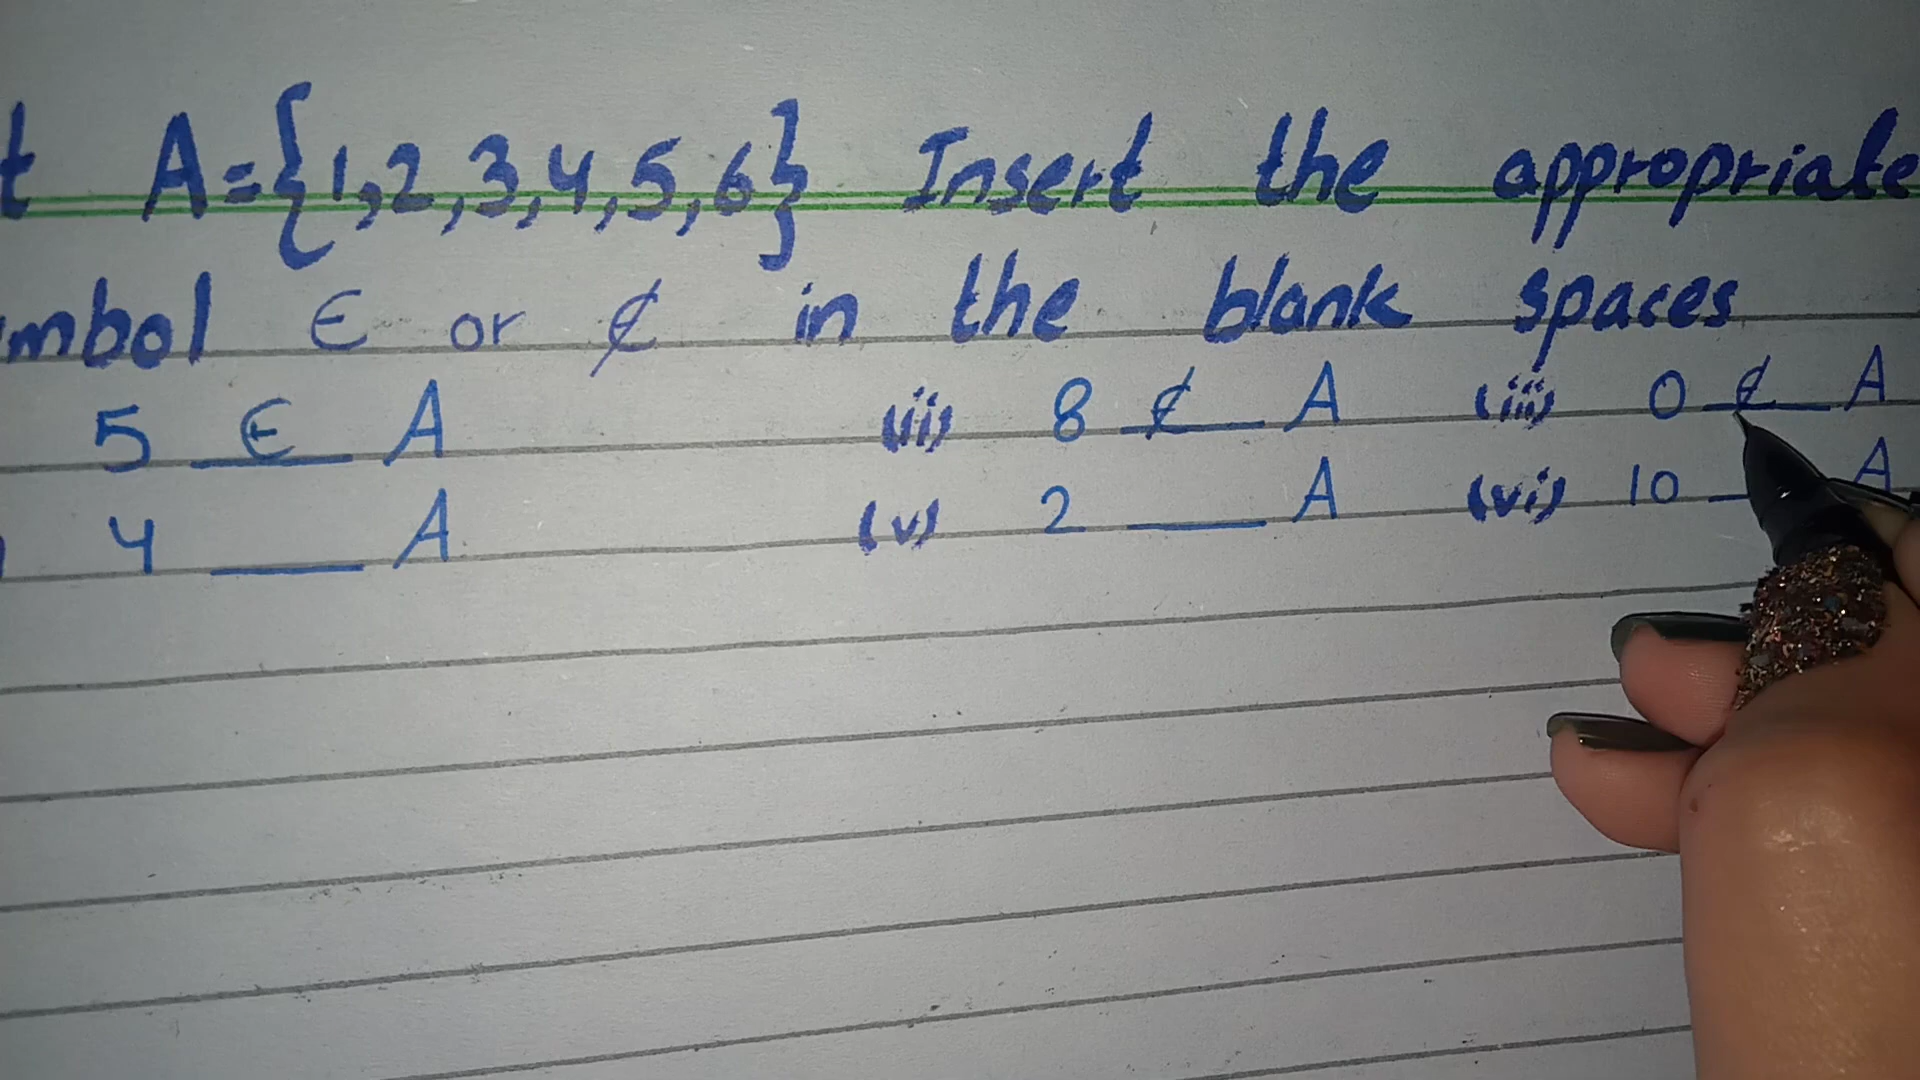 t A={1,2,3,4,5,6} Insert the appropriate
mbol ∈ or ∉ in the blank spaces
5 ∈ A (ii) 8 ∉ A (iii) 0 ∉ A
4 ___ A (v) 2 ___ A (vi) 10 _ A